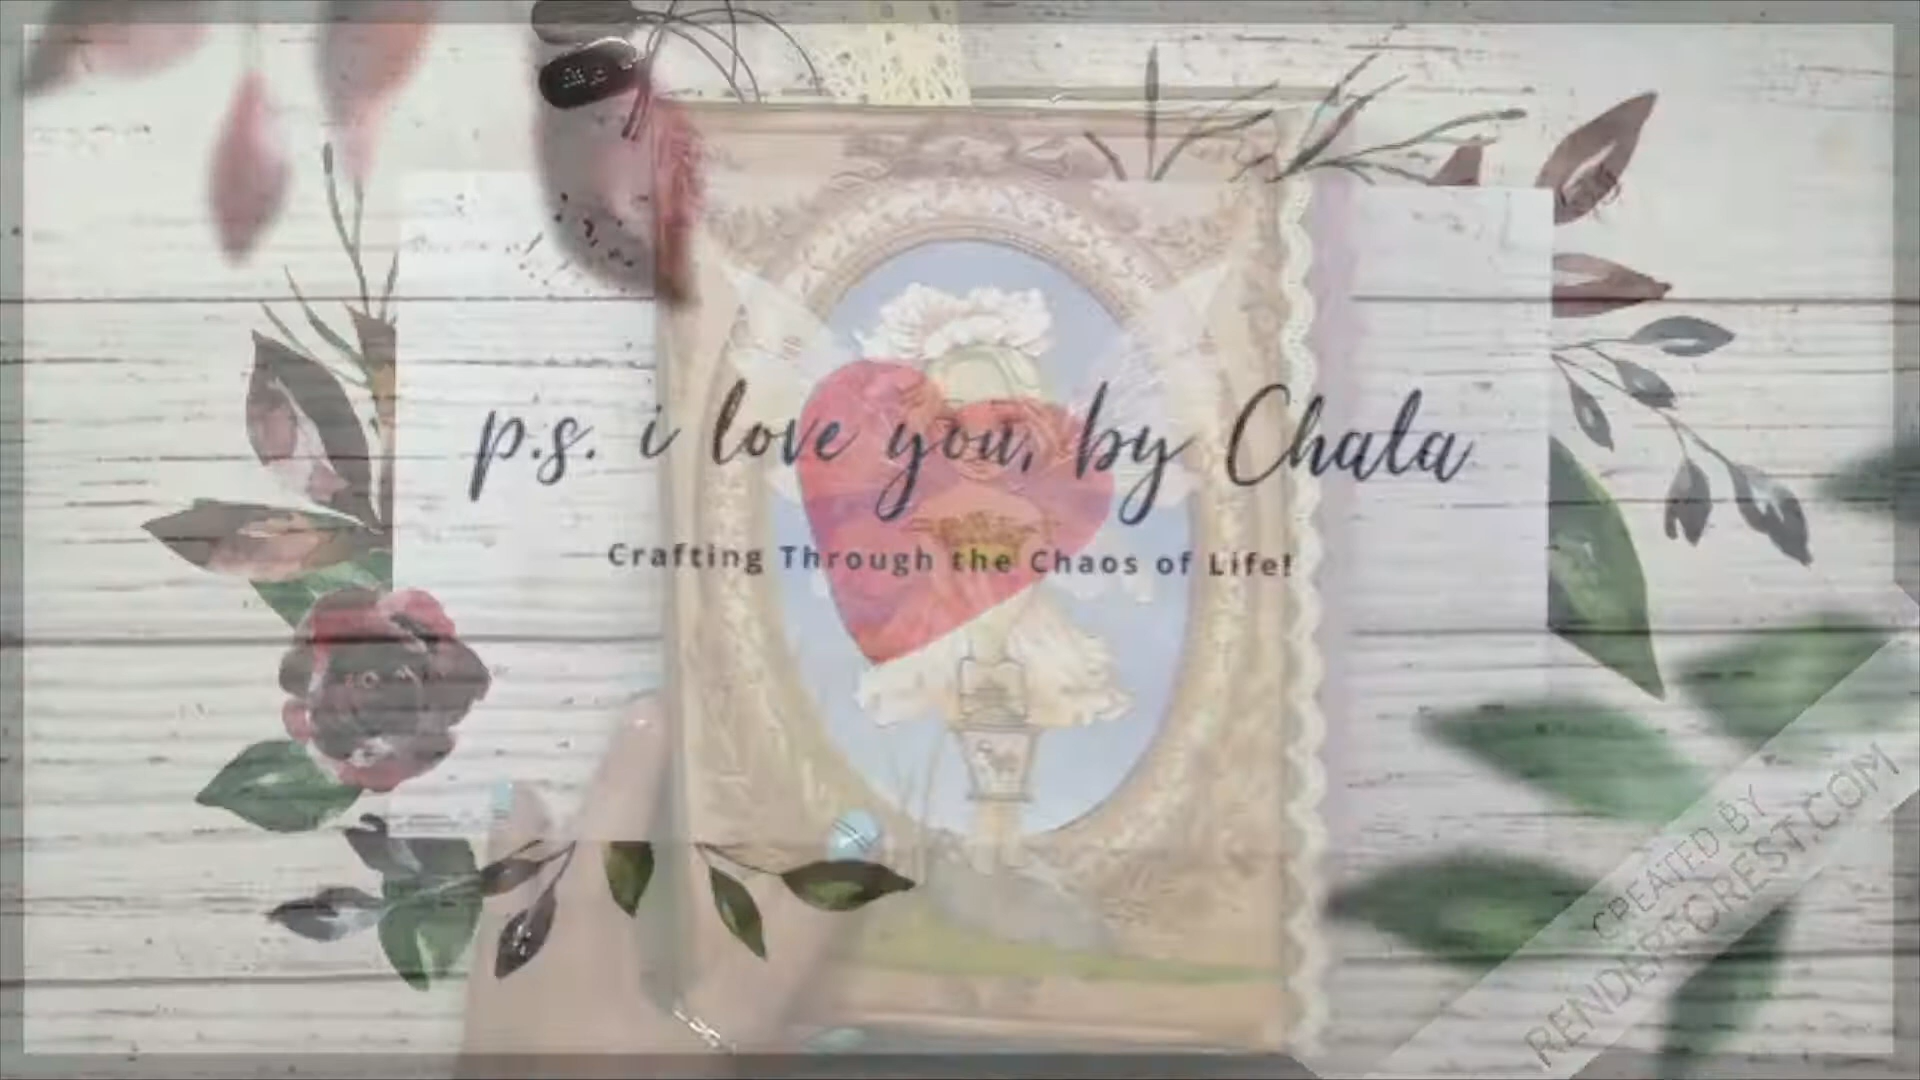 p.s. i love you, by Chala
Crafting Through the Chaos of Life!
CREATED BY
RENDERFOREST.COM